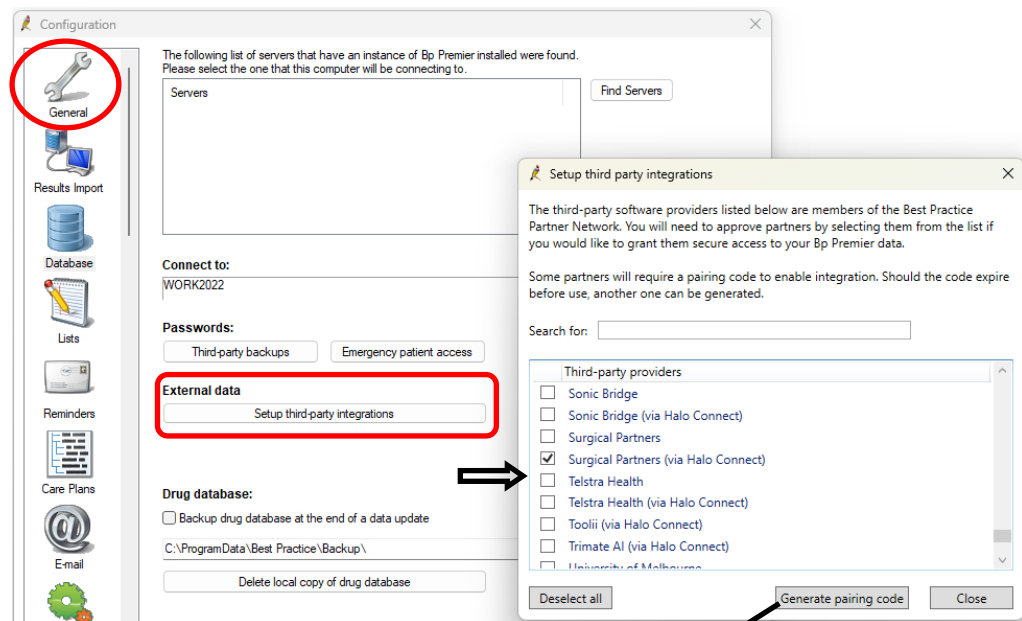 Configuration
General
Results Import
Database
Lists
Reminders
Care Plans
E-mail
The following list of servers that have an instance of Bp Premier installed were found.
Please select the one that this computer will be connecting to.
Servers
Find Servers
Connect to:
WORK2022
Passwords:
Third-party backups
Emergency patient access
External data
Setup third-party integrations
Drug database:
Backup drug database at the end of a data update
C:\ProgramData\Best Practice\Backup\
Delete local copy of drug database
Setup third party integrations
The third-party software providers listed below are members of the Best Practice
Partner Network. You will need to approve partners by selecting them from the list if
you would like to grant them secure access to your Bp Premier data.
Some partners will require a pairing code to enable integration. Should the code expire
before use, another one can be generated.
Search for:
Third-party providers
Sonic Bridge
Sonic Bridge (via Halo Connect)
Surgical Partners
Surgical Partners (via Halo Connect)
Telstra Health
Telstra Health (via Halo Connect)
Toolii (via Halo Connect)
Trimate AI (via Halo Connect)
University of Melbourne
Deselect all
Generate pairing code
Close